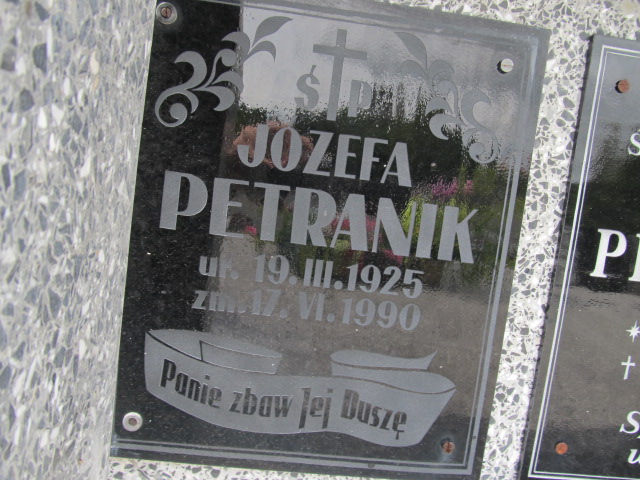 Ś P
JOZEFA
PETRANIK
ur. 19.III.1925
zm. 17.VI.1990
Panie zbaw Jej Duszę